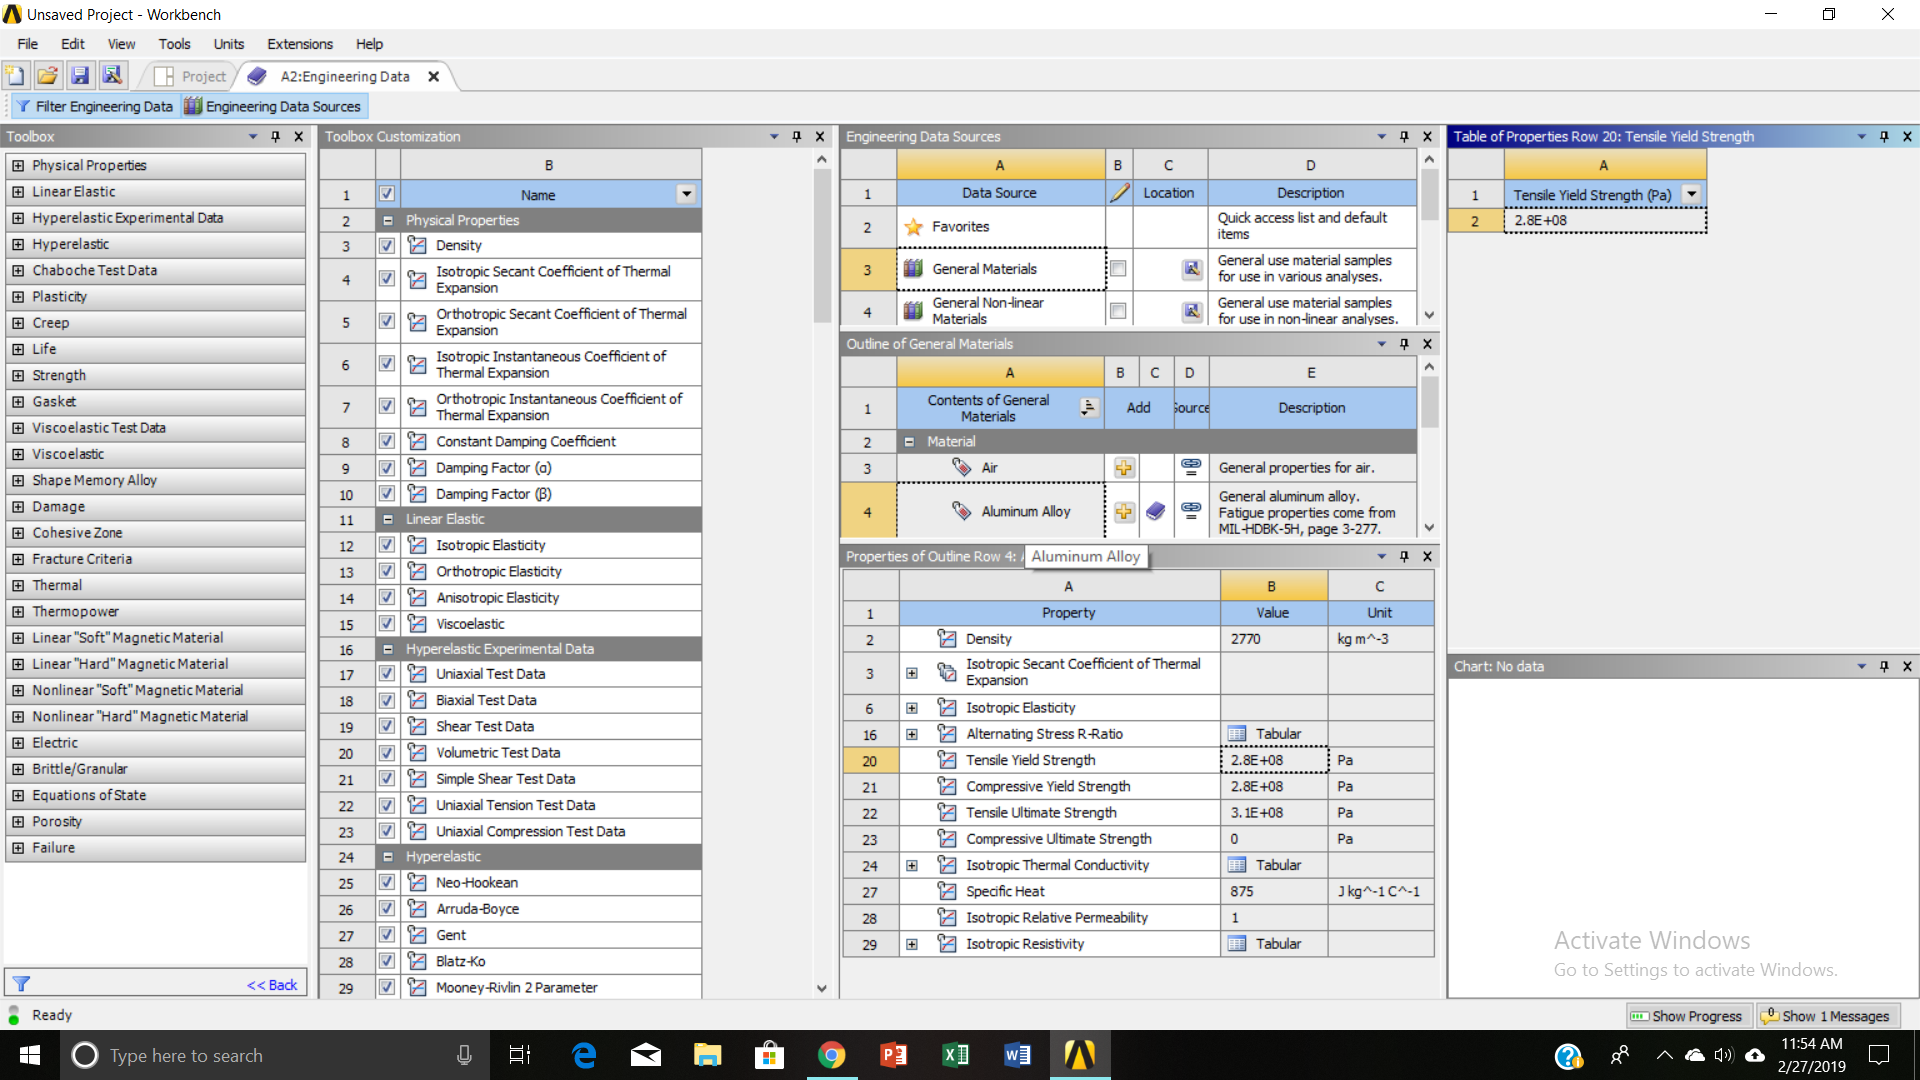 Unsaved Project - Workbench
File Edit View Tools Units Extensions Help
Project A2:Engineering Data
Filter Engineering Data Engineering Data Sources
Toolbox
Physical Properties
Linear Elastic
Hyperelastic Experimental Data
Hyperelastic
Chaboche Test Data
Plasticity
Creep
Life
Strength
Gasket
Viscoelastic Test Data
Viscoelastic
Shape Memory Alloy
Damage
Cohesive Zone
Fracture Criteria
Thermal
Thermopower
Linear "Soft" Magnetic Material
Linear "Hard" Magnetic Material
Nonlinear "Soft" Magnetic Material
Nonlinear "Hard" Magnetic Material
Electric
Brittle/Granular
Equations of State
Porosity
Failure
<< Back
Toolbox Customization
B
1 Name
2 Physical Properties
3 Density
4 Isotropic Secant Coefficient of Thermal
Expansion
5 Orthotropic Secant Coefficient of Thermal
Expansion
6 Isotropic Instantaneous Coefficient of
Thermal Expansion
7 Orthotropic Instantaneous Coefficient of
Thermal Expansion
8 Constant Damping Coefficient
9 Damping Factor (α)
10 Damping Factor (β)
11 Linear Elastic
12 Isotropic Elasticity
13 Orthotropic Elasticity
14 Anisotropic Elasticity
15 Viscoelastic
16 Hyperelastic Experimental Data
17 Uniaxial Test Data
18 Biaxial Test Data
19 Shear Test Data
20 Volumetric Test Data
21 Simple Shear Test Data
22 Uniaxial Tension Test Data
23 Uniaxial Compression Test Data
24 Hyperelastic
25 Neo-Hookean
26 Arruda-Boyce
27 Gent
28 Blatz-Ko
29 Mooney-Rivlin 2 Parameter
Engineering Data Sources
A B C D
1 Data Source Location Description
2 Favorites Quick access list and default
items
3 General Materials General use material samples
for use in various analyses.
4 General Non-linear
Materials General use material samples
for use in non-linear analyses.
Outline of General Materials
A B C D E
1 Contents of General
Materials Add Source Description
2 Material
3 Air General properties for air.
4 Aluminum Alloy General aluminum alloy.
Fatigue properties come from
MIL-HDBK-5H, page 3-277.
Properties of Outline Row 4:
Aluminum Alloy
A B C
1 Property Value Unit
2 Density 2770 kg m^-3
3 Isotropic Secant Coefficient of Thermal
Expansion
6 Isotropic Elasticity
16 Alternating Stress R-Ratio Tabular
20 Tensile Yield Strength 2.8E+08 Pa
21 Compressive Yield Strength 2.8E+08 Pa
22 Tensile Ultimate Strength 3.1E+08 Pa
23 Compressive Ultimate Strength 0 Pa
24 Isotropic Thermal Conductivity Tabular
27 Specific Heat 875 J kg^-1 C^-1
28 Isotropic Relative Permeability 1
29 Isotropic Resistivity Tabular
Table of Properties Row 20: Tensile Yield Strength
A
1 Tensile Yield Strength (Pa)
2 2.8E+08
Chart: No data
Activate Windows
Go to Settings to activate Windows.
Ready
Show Progress Show 1 Messages
Type here to search
11:54 AM
2/27/2019